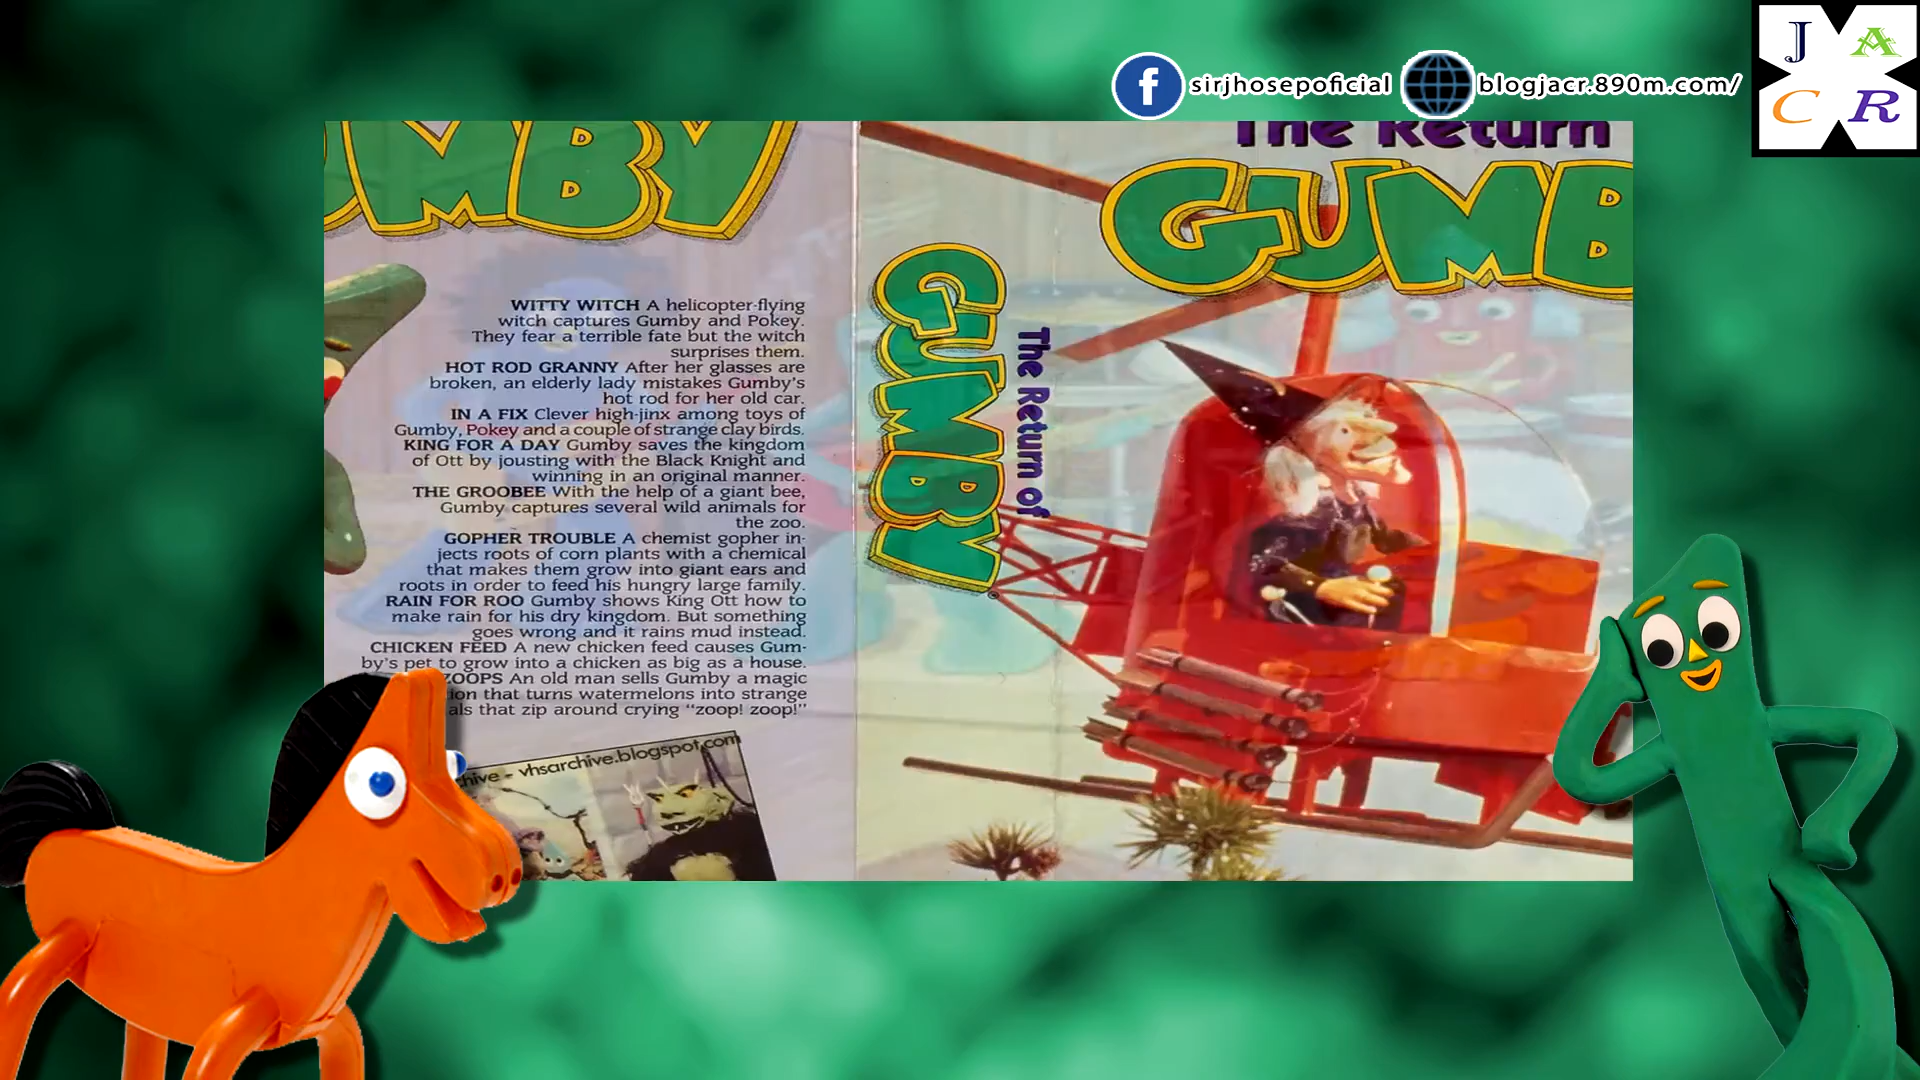 J A
C R
sirjhosepoficial
blogjacr.890m.com/
UMBY
The Return
GUMB
GUMBY
The Return of
WITTY WITCH A helicopter-flying
witch captures Gumby and Pokey.
They fear a terrible fate but the witch
surprises them.
HOT ROD GRANNY After her glasses are
broken, an elderly lady mistakes Gumby's
hot rod for her old car.
IN A FIX Clever high-jinx among toys of
Gumby, Pokey and a couple of strange clay birds.
KING FOR A DAY Gumby saves the kingdom
of Ott by jousting with the Black Knight and
winning in an original manner.
THE GROOBEE With the help of a giant bee,
Gumby captures several wild animals for
the zoo.
GOPHER TROUBLE A chemist gopher in-
jects roots of corn plants with a chemical
that makes them grow into giant ears and
roots in order to feed his hungry large family.
RAIN FOR ROO Gumby shows King Ott how to
make rain for his dry kingdom. But something
goes wrong and it rains mud instead.
CHICKEN FEED A new chicken feed causes Gum-
by's pet to grow into a chicken as big as a house.
ZOOPS An old man sells Gumby a magic
tion that turns watermelons into strange
als that zip around crying "zoop! zoop!"
hive - vhsarchive.blogspot.com